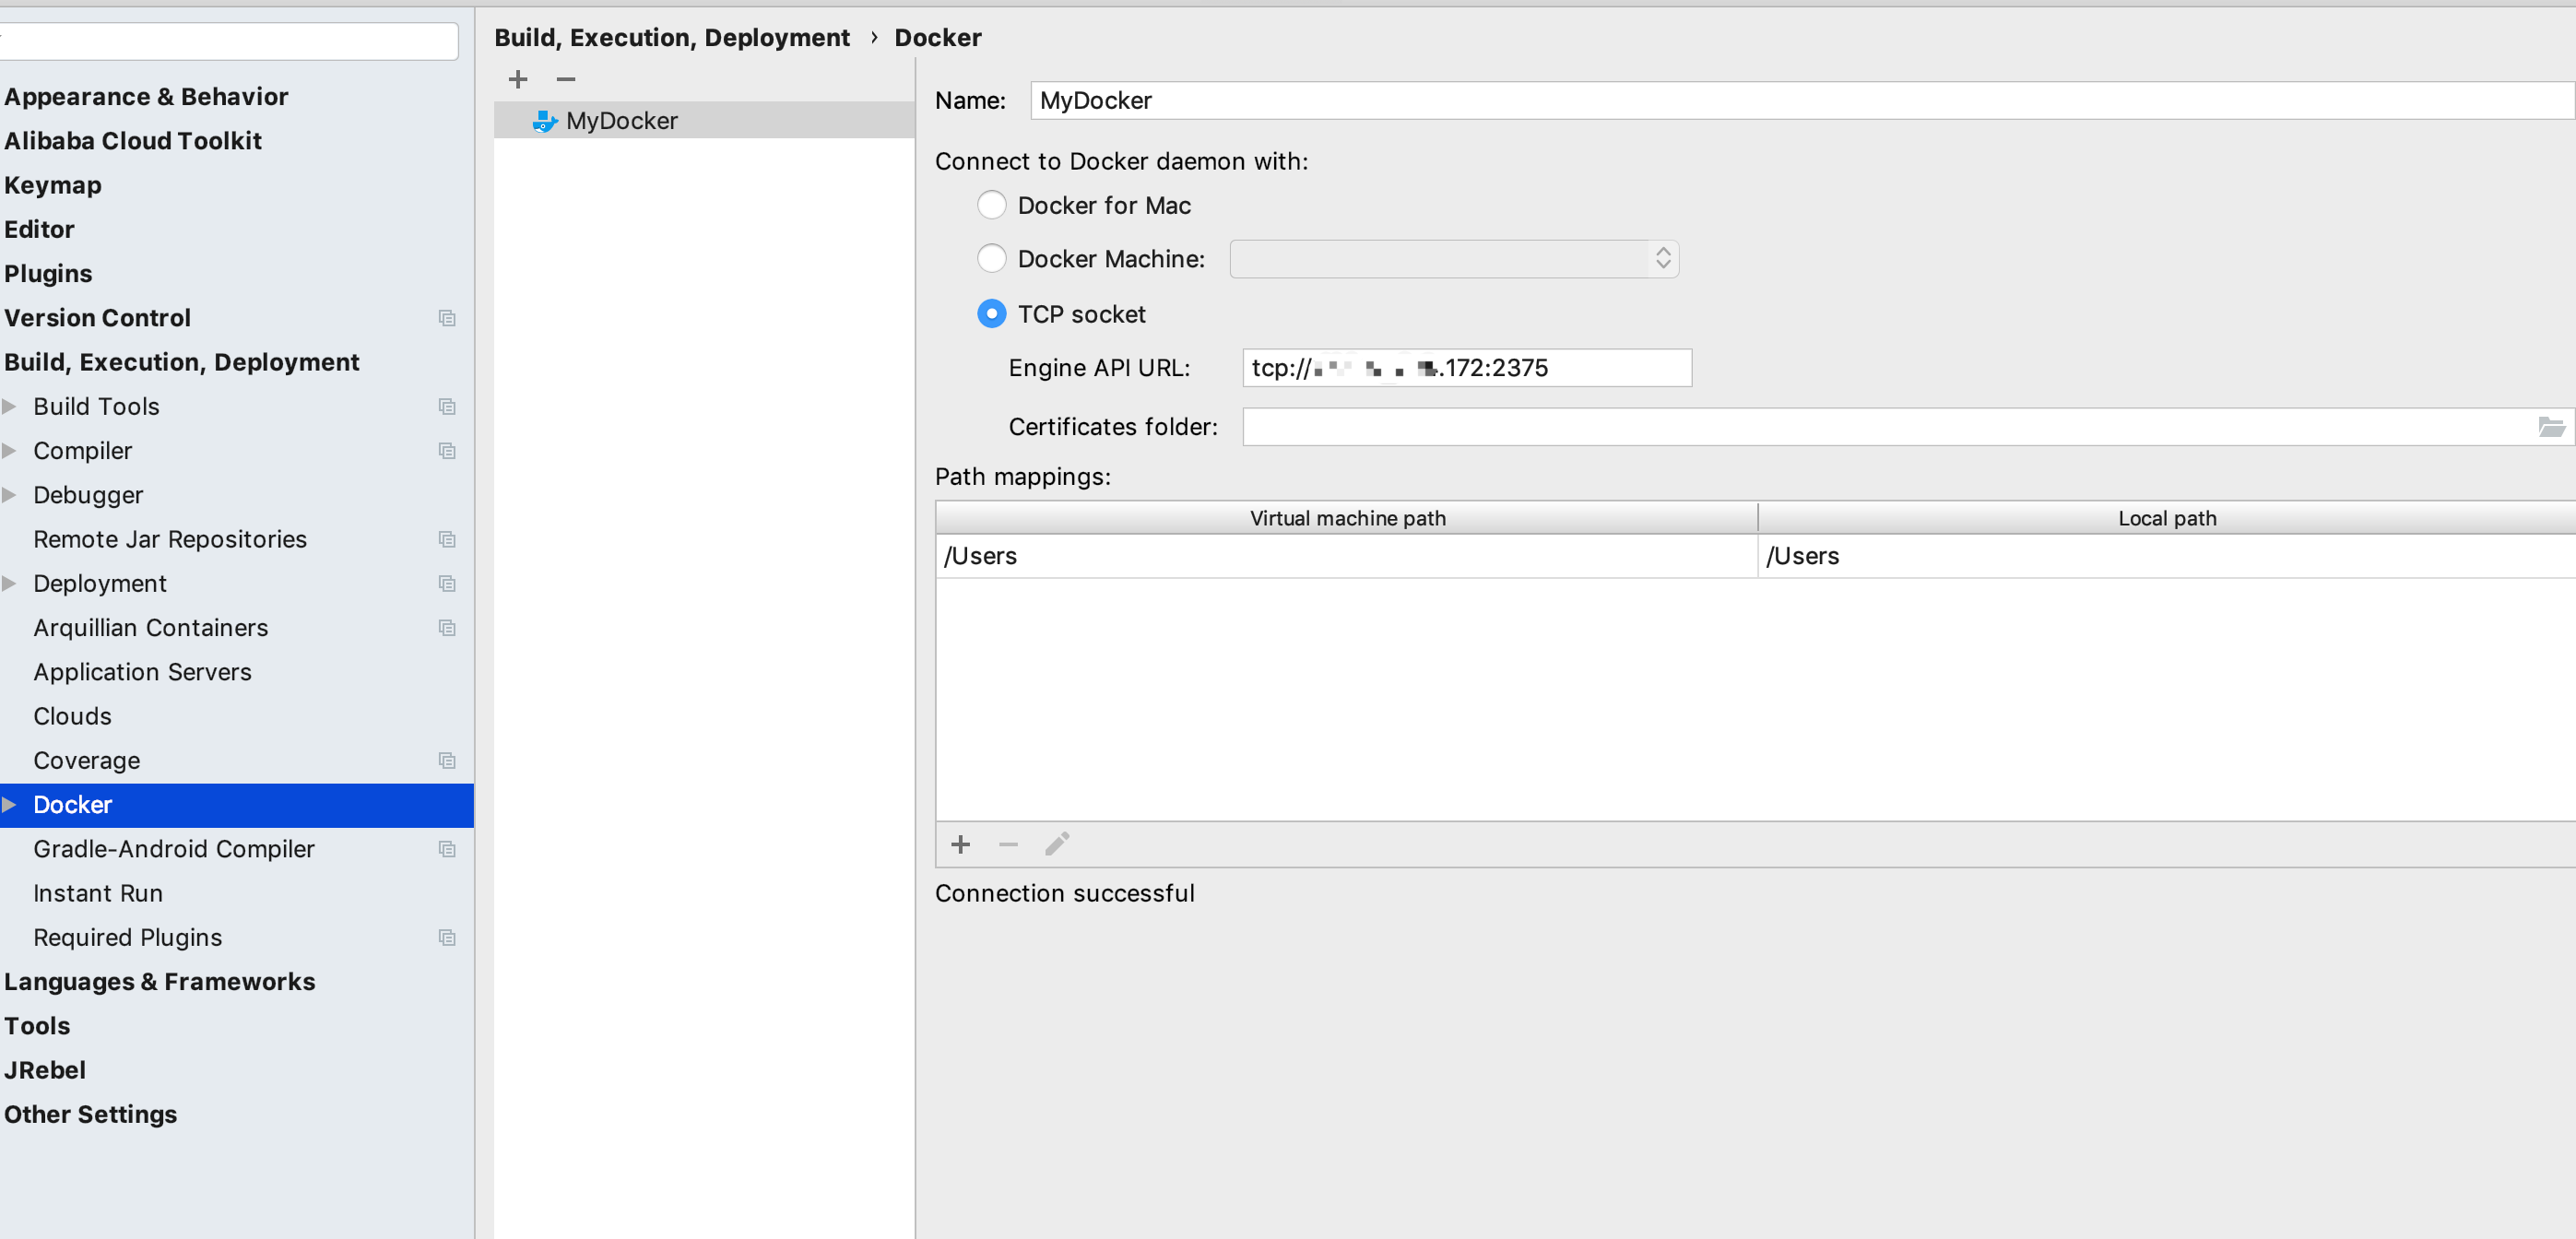 Appearance & Behavior
Alibaba Cloud Toolkit
Keymap
Editor
Plugins
Version Control
Build, Execution, Deployment
Build Tools
Compiler
Debugger
Remote Jar Repositories
Deployment
Arquillian Containers
Application Servers
Clouds
Coverage
Docker
Gradle-Android Compiler
Instant Run
Required Plugins
Languages & Frameworks
Tools
JRebel
Other Settings
Build, Execution, Deployment › Docker
MyDocker
Name: MyDocker
Connect to Docker daemon with:
Docker for Mac
Docker Machine:
TCP socket
Engine API URL: tcp:// .172:2375
Certificates folder:
Path mappings:
Virtual machine path Local path
/Users /Users
Connection successful